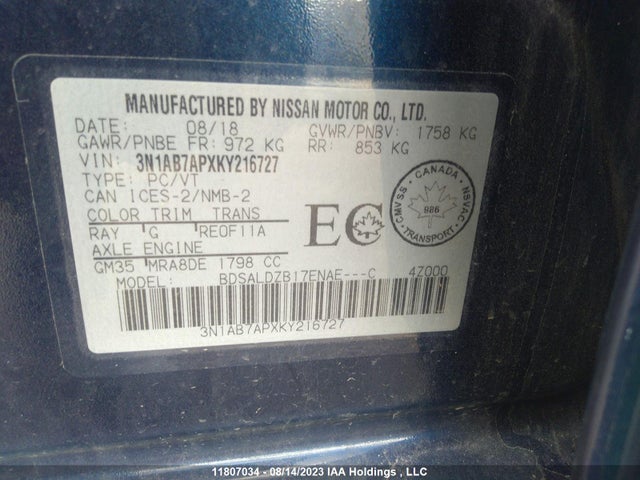 MANUFACTURED BY NISSAN MOTOR CO., LTD.
DATE: 08/18 GVWR/PNBV: 1758 KG
GAWR/PNBE FR: 972 KG RR: 853 KG
VIN: 3N1AB7APXKY216727
TYPE: PC/VT
CAN ICES-2/NMB-2
COLOR TRIM TRANS
RAY G RE0F11A
AXLE ENGINE
GM35 MRA8DE 1798 CC
MODEL: BDSALDZB17ENAE---C 4Z000
3N1AB7APXKY216727
EC
CMVSS - CANADA - NSVAC
986
TRANSPORT
11807034 - 08/14/2023 IAA Holdings , LLC